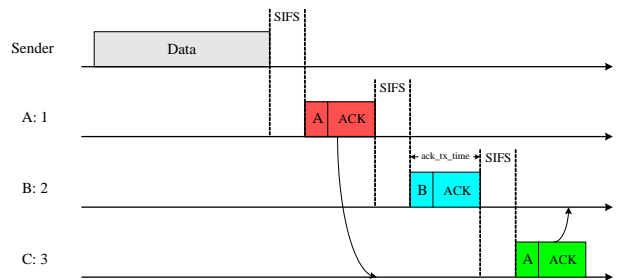 SIFS
Sender
Data
SIFS
A: 1
A ACK
ack_tx_time
SIFS
B: 2
B ACK
C: 3
A ACK